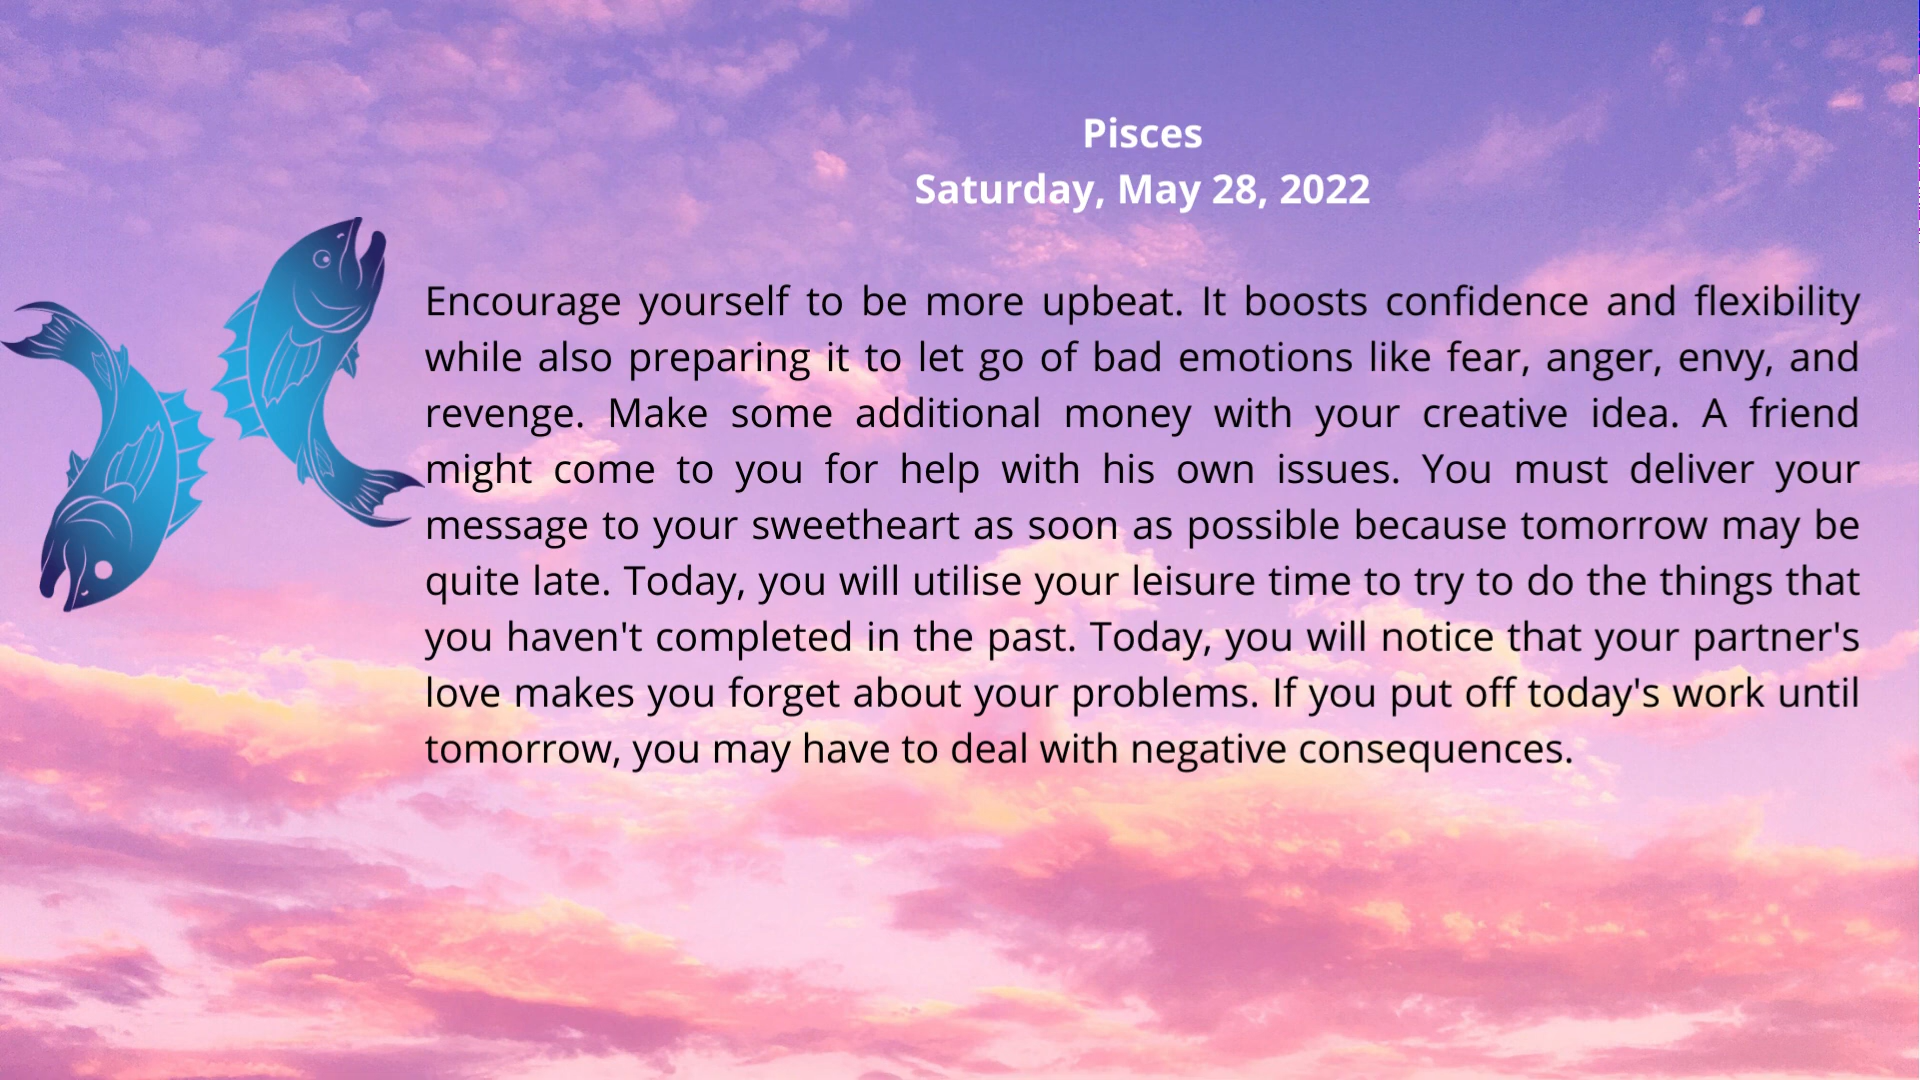 Pisces
Saturday, May 28, 2022
Encourage yourself to be more upbeat. It boosts confidence and flexibility
while also preparing it to let go of bad emotions like fear, anger, envy, and
revenge. Make some additional money with your creative idea. A friend
might come to you for help with his own issues. You must deliver your
message to your sweetheart as soon as possible because tomorrow may be
quite late. Today, you will utilise your leisure time to try to do the things that
you haven't completed in the past. Today, you will notice that your partner's
love makes you forget about your problems. If you put off today's work until
tomorrow, you may have to deal with negative consequences.